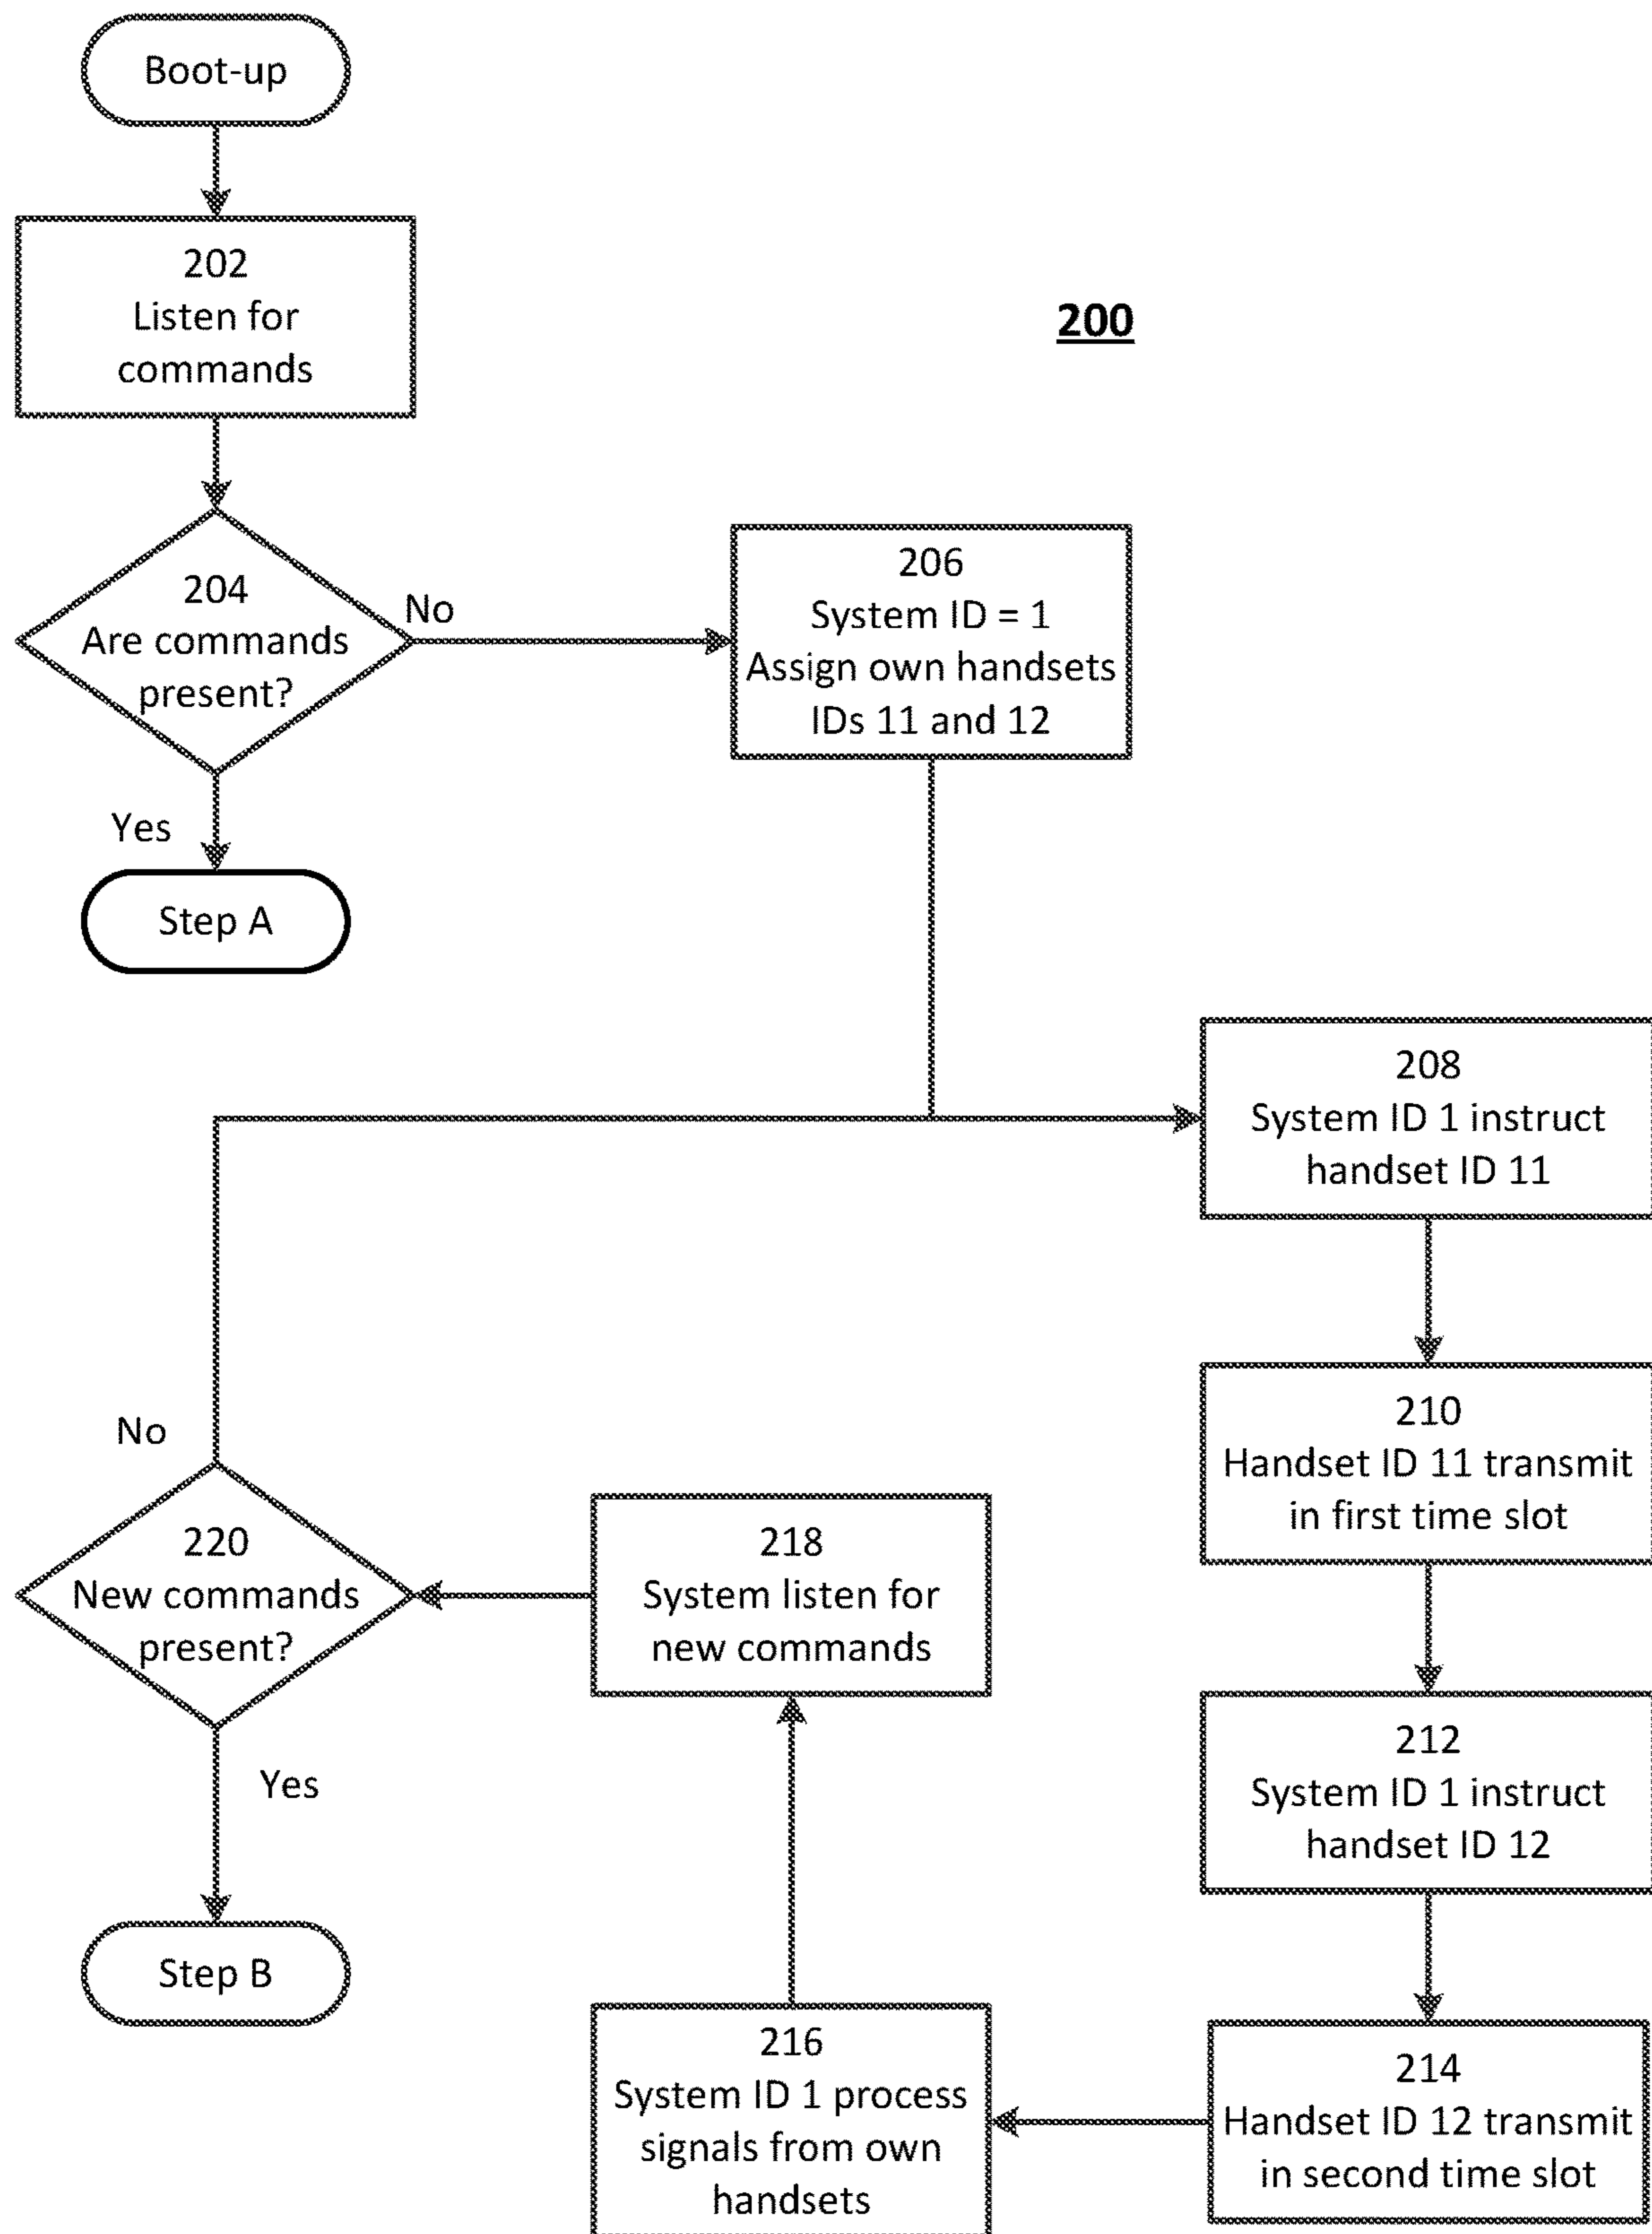 Boot-up
202
Listen for
commands
200
204
Are commands
present?
No
206
System ID = 1
Assign own handsets
IDs 11 and 12
Yes
Step A
208
System ID 1 instruct
handset ID 11
210
Handset ID 11 transmit
in first time slot
212
System ID 1 instruct
handset ID 12
214
Handset ID 12 transmit
in second time slot
216
System ID 1 process
signals from own
handsets
218
System listen for
new commands
220
New commands
present?
No
Yes
Step B